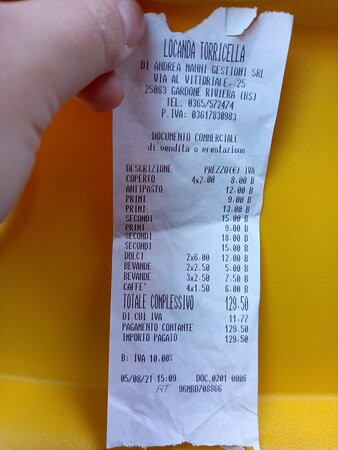 LOCANDA TORRICELLA
DI ANDREA MANNI GESTIONI SRL
VIA AL VITTORIALE, 25
25083 GARDONE RIVIERA (BS)
TEL. 0365/572474
P.IVA: 03617830983
DOCUMENTO COMMERCIALE
di vendita o prestazione
DESCRIZIONE PREZZO(€) IVA
COPERTO 4x2.00 8.00 B
ANTIPASTO 12.00 B
PRIMI 9.00 B
PRIMI 13.00 B
SECONDI 15.00 B
PRIMI 9.00 B
SECONDI 18.00 B
SECONDI 15.00 B
DOLCI 2x6.00 12.00 B
BEVANDE 2x2.50 5.00 B
BEVANDE 3x2.50 7.50 B
CAFFE' 4x1.50 6.00 B
TOTALE COMPLESSIVO 129.50
DI CUI IVA 11.77
PAGAMENTO CONTANTE 129.50
IMPORTO PAGATO 129.50
B: IVA 10.00%
05/08/21 15:09 DOC.0201-0006
RT 96MBD708866